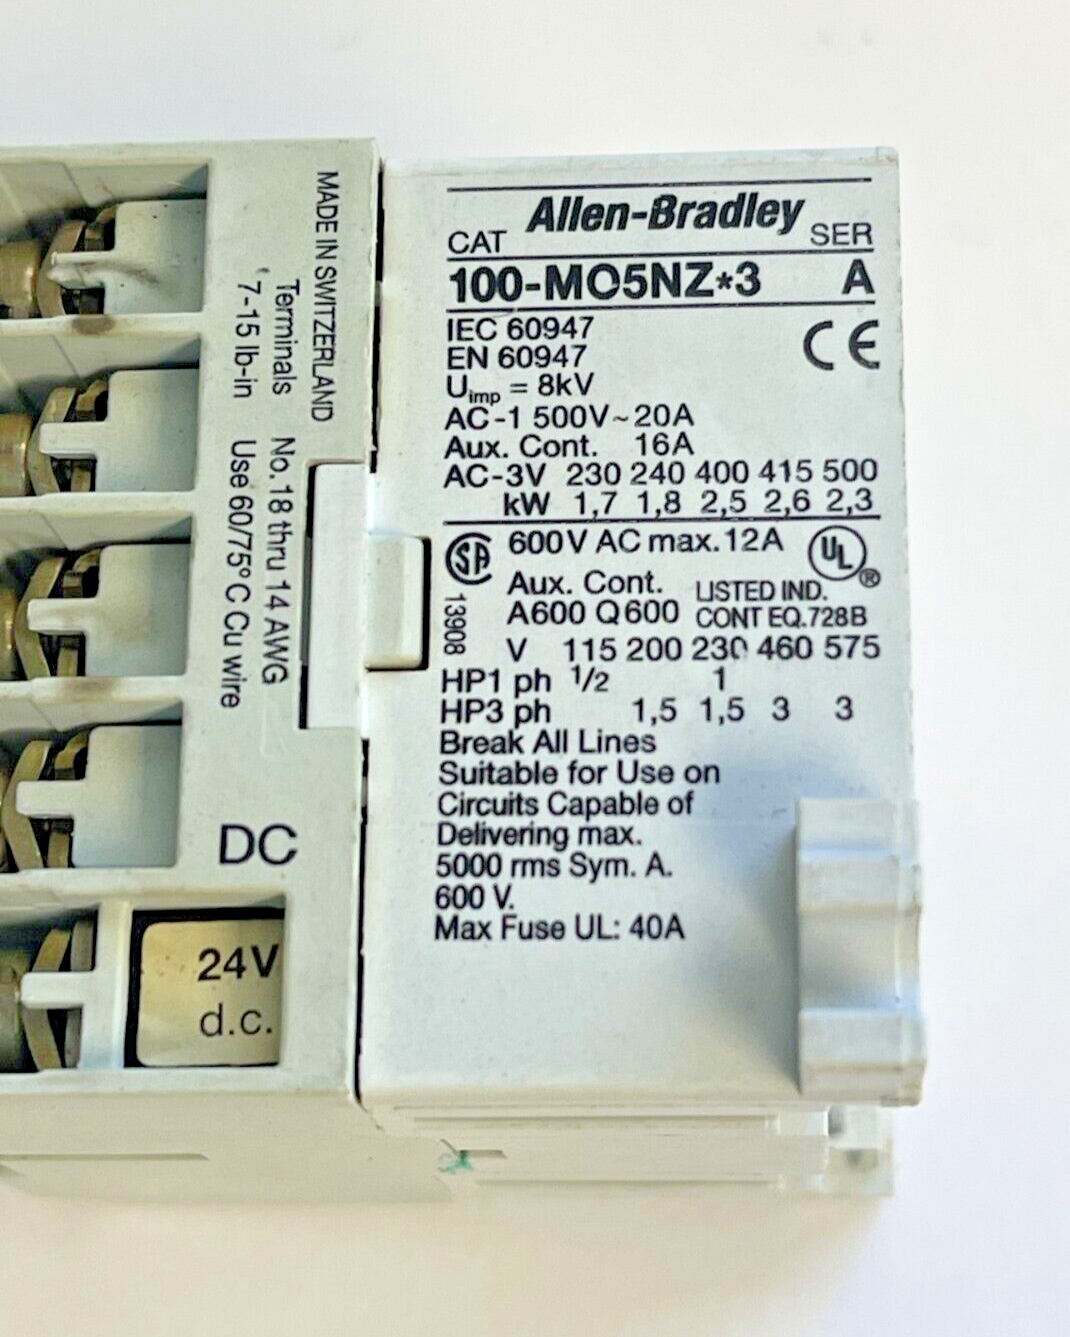 MADE IN SWITZERLAND
Terminals No. 18 thru 14 AWG
7-15 lb-in Use 60/75° C Cu wire
DC
24V
d.c.
Allen-Bradley
CAT SER
100-MO5NZ*3 A
IEC 60947
EN 60947
Uimp = 8kV
CE
AC-1 500V~20A
Aux. Cont. 16A
AC-3V 230 240 400 415 500
kW 1,7 1,8 2,5 2,6 2,3
SA 600V AC max.12A UL ®
13908
Aux. Cont. LISTED IND.
A600 Q600 CONT EQ.728B
V 115 200 230 460 575
HP1 ph 1/2 1
HP3 ph 1,5 1,5 3 3
Break All Lines
Suitable for Use on
Circuits Capable of
Delivering max.
5000 rms Sym. A.
600 V.
Max Fuse UL: 40A